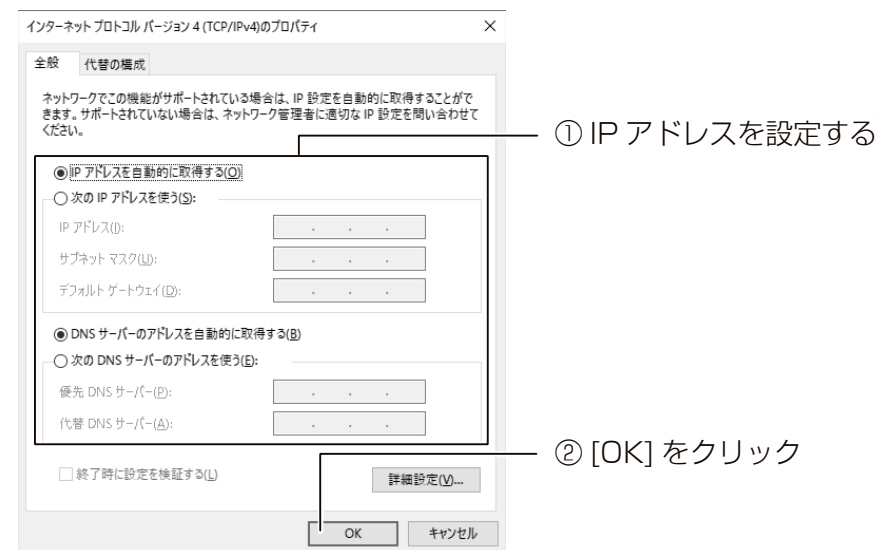 インターネット プロトコル バージョン 4 (TCP/IPv4)のプロパティ
全般 代替の構成
ネットワークでこの機能がサポートされている場合は、IP 設定を自動的に取得することがで
きます。サポートされていない場合は、ネットワーク管理者に適切な IP 設定を問い合わせて
ください。
① IP アドレスを設定する
IP アドレスを自動的に取得する(O)
次の IP アドレスを使う(S):
IP アドレス(I):
サブネット マスク(U):
デフォルト ゲートウェイ(D):
DNS サーバーのアドレスを自動的に取得する(B)
次の DNS サーバーのアドレスを使う(E):
優先 DNS サーバー(P):
代替 DNS サーバー(A):
② [OK] をクリック
終了時に設定を検証する(L)
詳細設定(V)...
OK キャンセル